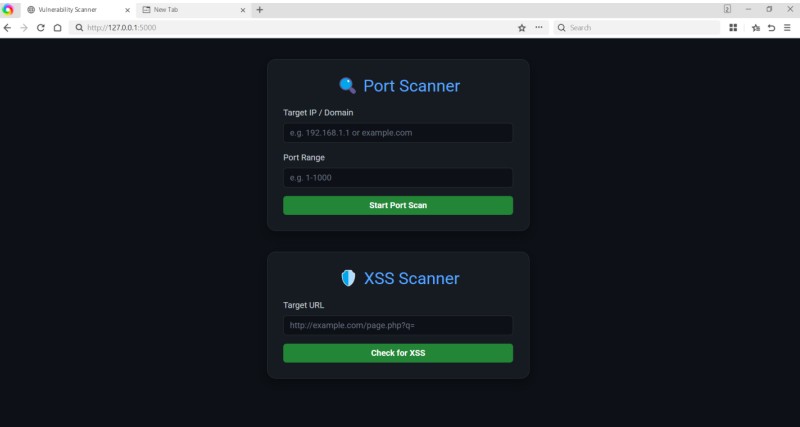 Vulnerability Scanner
New Tab
http://127.0.0.1:5000
Search
Port Scanner
Target IP / Domain
e.g. 192.168.1.1 or example.com
Port Range
e.g. 1-1000
Start Port Scan
XSS Scanner
Target URL
http://example.com/page.php?q=
Check for XSS